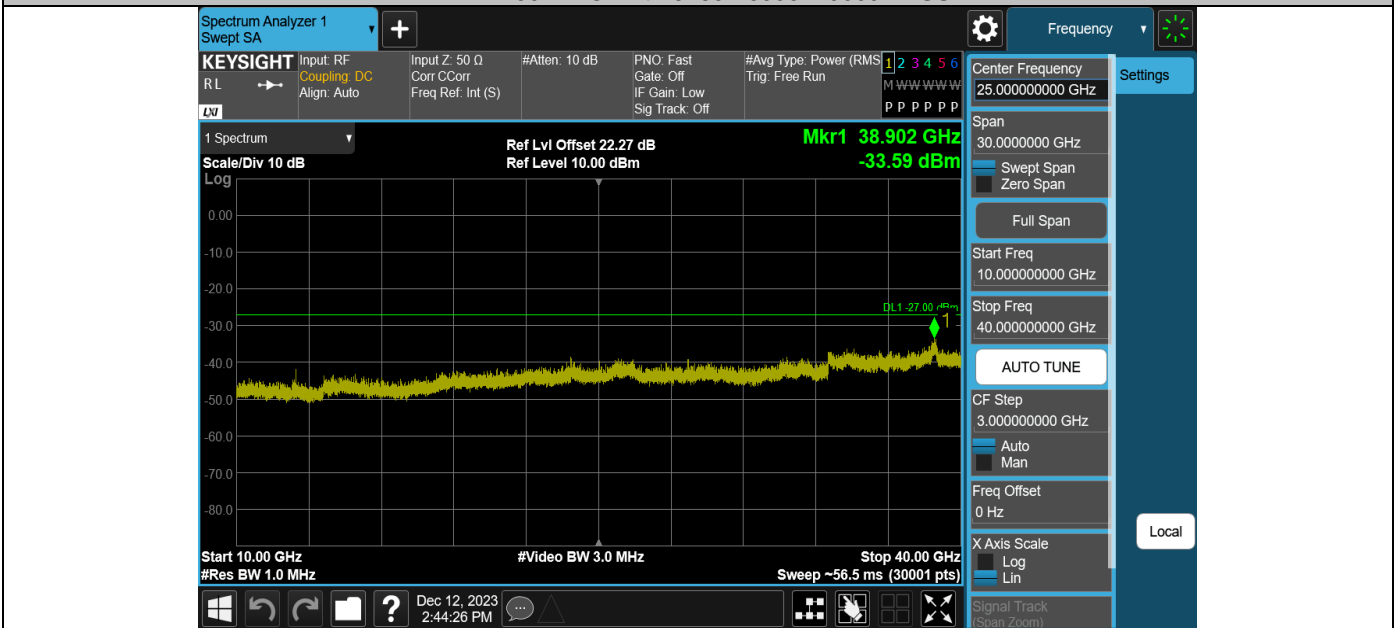 Spectrum Analyzer 1
Swept SA
Frequency
KEYSIGHT
R L
LXI
Input: RF
Coupling: DC
Align: Auto
Input Z: 50 Ω
Corr CCorr
Freq Ref: Int (S)
#Atten: 10 dB
PNO: Fast
Gate: Off
IF Gain: Low
Sig Track: Off
#Avg Type: Power (RMS
Trig: Free Run
1 2 3 4 5 6
M W W W W W
P P P P P P
1 Spectrum
Scale/Div 10 dB
Ref Lvl Offset 22.27 dB
Ref Level 10.00 dBm
Mkr1 38.902 GHz
-33.59 dBm
Log
0.00
-10.0
-20.0
DL1 -27.00 dBm
1
-30.0
-40.0
-50.0
-60.0
-70.0
-80.0
Start 10.00 GHz
#Video BW 3.0 MHz
Stop 40.00 GHz
#Res BW 1.0 MHz
Sweep ~56.5 ms (30001 pts)
Center Frequency
25.000000000 GHz
Settings
Span
30.0000000 GHz
Swept Span
Zero Span
Full Span
Start Freq
10.000000000 GHz
Stop Freq
40.000000000 GHz
AUTO TUNE
CF Step
3.000000000 GHz
Auto
Man
Freq Offset
0 Hz
X Axis Scale
Log
Lin
Signal Track
(Span Zoom)
Local
?
Dec 12, 2023
2:44:26 PM